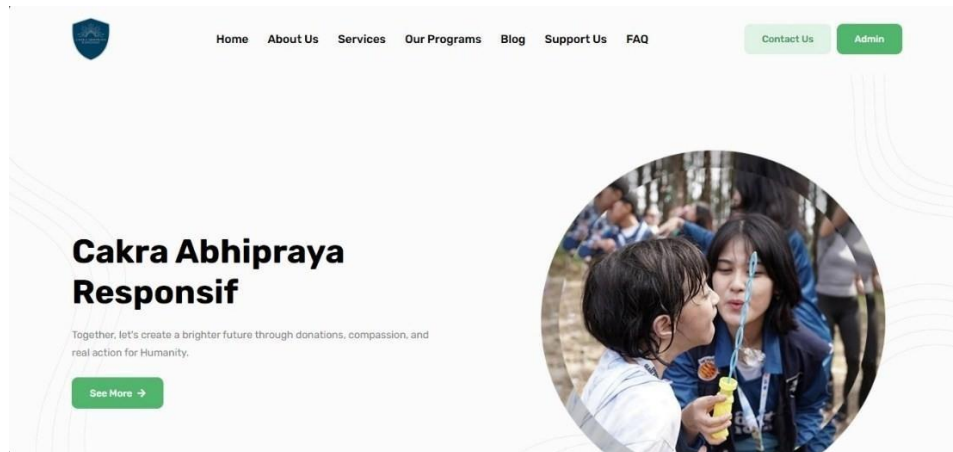 Home About Us Services Our Programs Blog Support Us FAQ Contact Us Admin
Cakra Abhipraya
Responsif
Together, let's create a brighter future through donations, compassion, and
real action for Humanity.
See More →